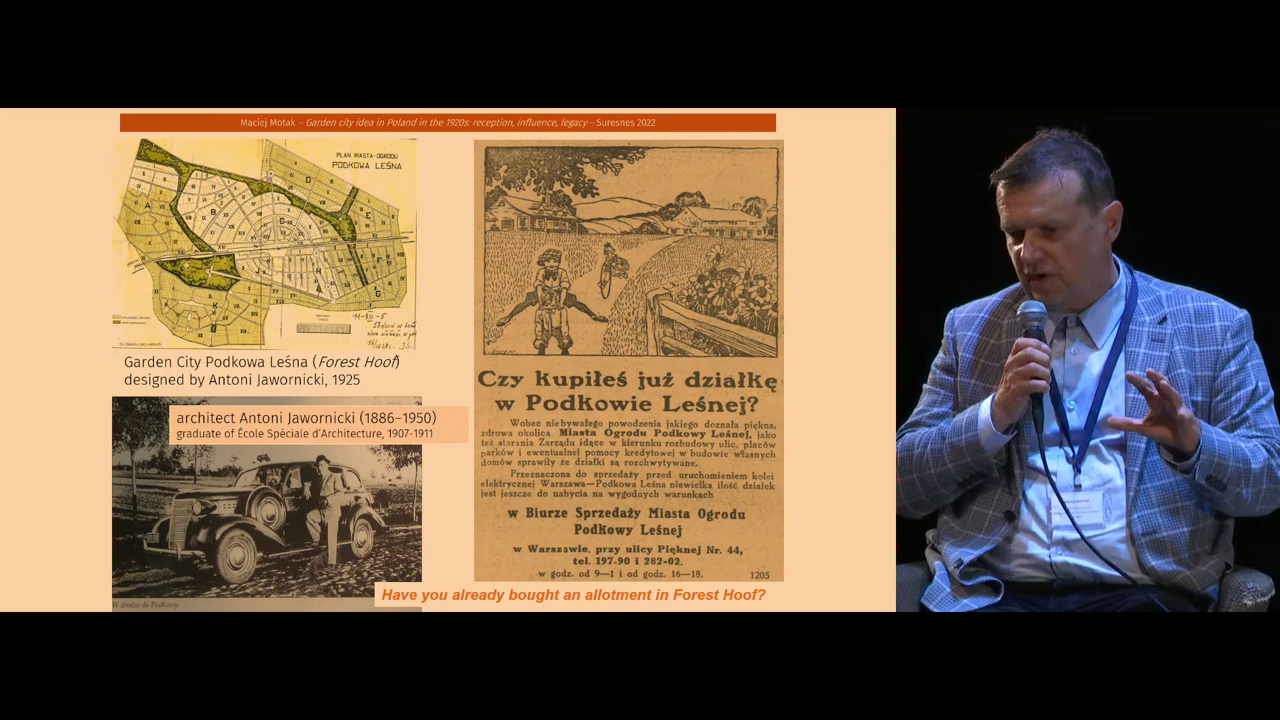 Maciej Motak – Garden city idea in Poland in the 1920s: reception, influence, legacy – Suresnes 2022
PLAN MIASTA-OGRODU
PODKOWA LEŚNA
Garden City Podkowa Leśna (Forest Hoof)
designed by Antoni Jawornicki, 1925
architect Antoni Jawornicki (1886–1950)
graduate of École Spéciale d'Architecture, 1907-1911
W drodze do Podkowy.
Czy kupiłeś już działkę
w Podkowie Leśnej?
Wobec niebywałego powodzenia jakiego doznała piękna,
zdrowa okolica Miasta Ogrodu Podkowy Leśnej, jako
też starania Zarządu idące w kierunku rozbudowy ulic, placów
parków i ewentualnej pomocy kredytowej w budowie własnych
domów sprawiły że działki są rozchwytywane.
Przeznaczona do sprzedaży przed uruchomieniem kolei
elektrycznej Warszawa—Podkowa Leśna niewielka ilość działek
jest jeszcze do nabycia na wygodnych warunkach
w Biurze Sprzedaży Miasta Ogrodu
Podkowy Leśnej
w Warszawie, przy ulicy Pięknej Nr. 44,
tel. 197-90 i 282-02.
w godz. od 9—1 i od godz. 16—18.
1205
Have you already bought an allotment in Forest Hoof?